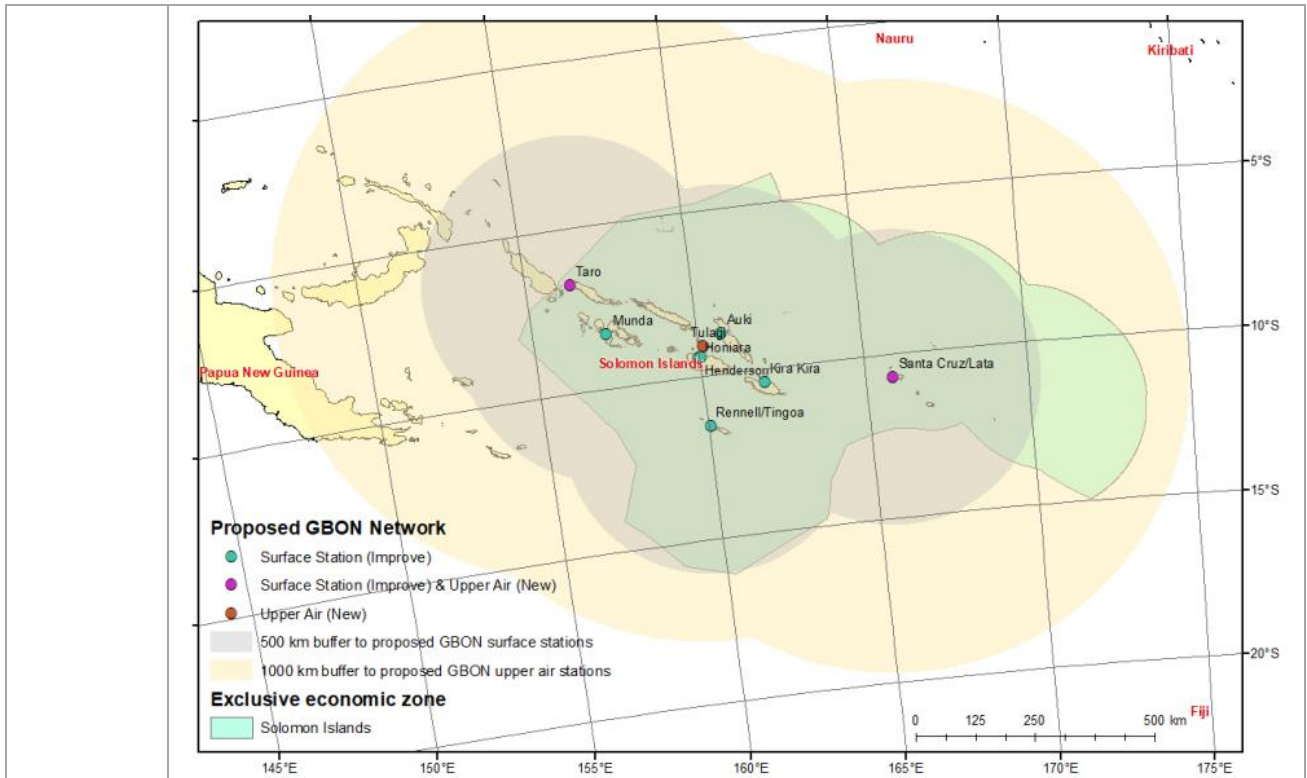 Nauru
Kiribati
5°S
Taro
Munda
Tulagi
Auki
Honiara
10°S
Solomon Islands
Henderson
Kira Kira
Santa Cruz/Lata
Papua New Guinea
Rennell/Tingoa
15°S
Proposed GBON Network
Surface Station (Improve)
Surface Station (Improve) & Upper Air (New)
Upper Air (New)
500 km buffer to proposed GBON surface stations
1000 km buffer to proposed GBON upper air stations
20°S
Exclusive economic zone
Solomon Islands
Fiji
0 125 250 500 km
145°E 150°E 155°E 160°E 165°E 170°E 175°E